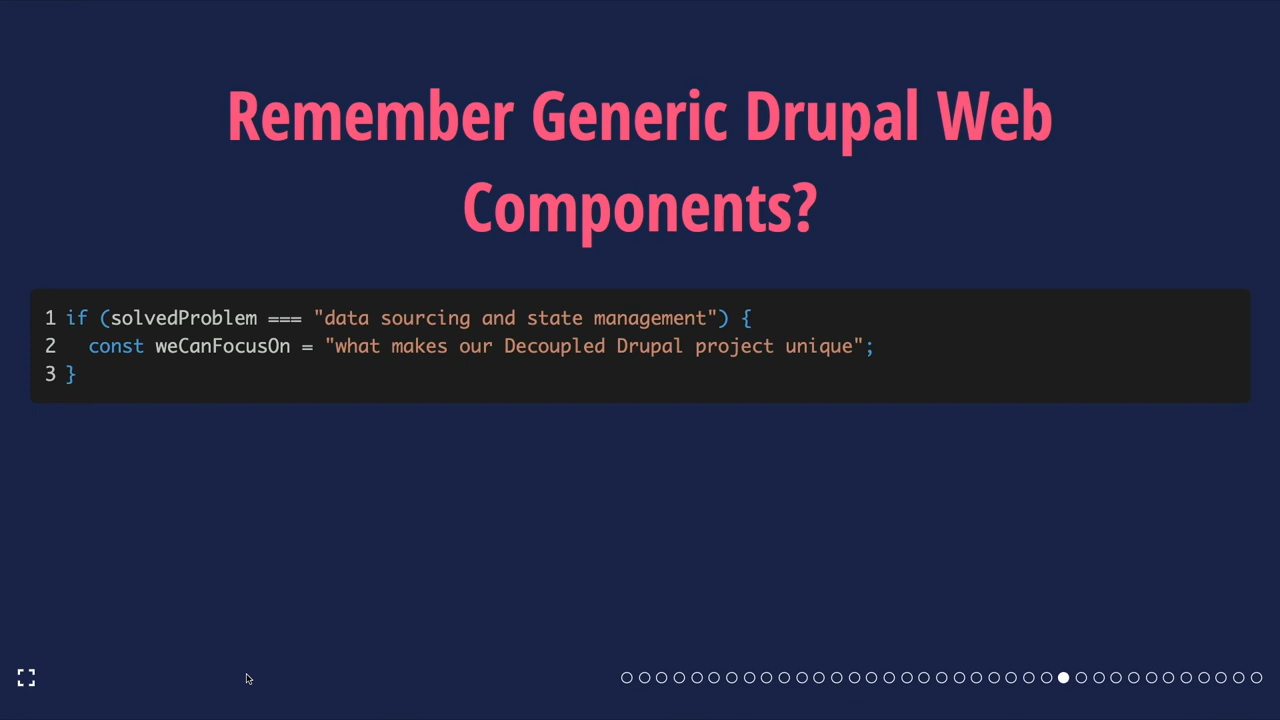 Remember Generic Drupal Web
Components?
1 if (solvedProblem === "data sourcing and state management") {
2   const weCanFocusOn = "what makes our Decoupled Drupal project unique";
3 }